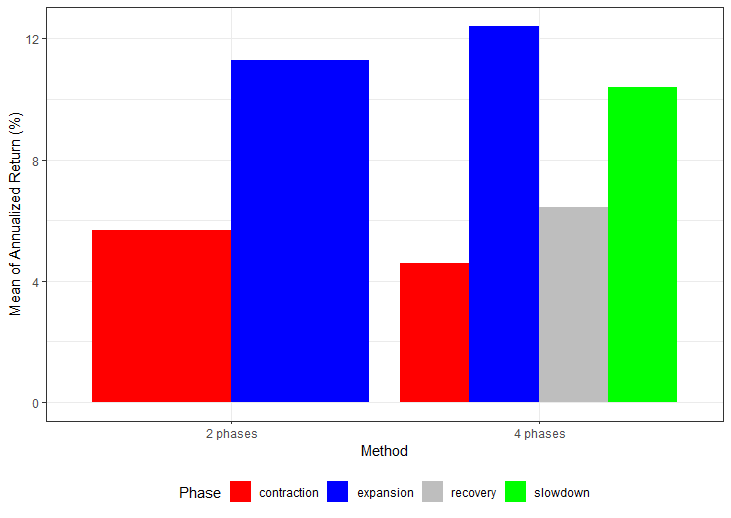 Mean of Annualized Return (%)
12
8
4
0
2 phases 4 phases
Method
Phase contraction expansion recovery slowdown